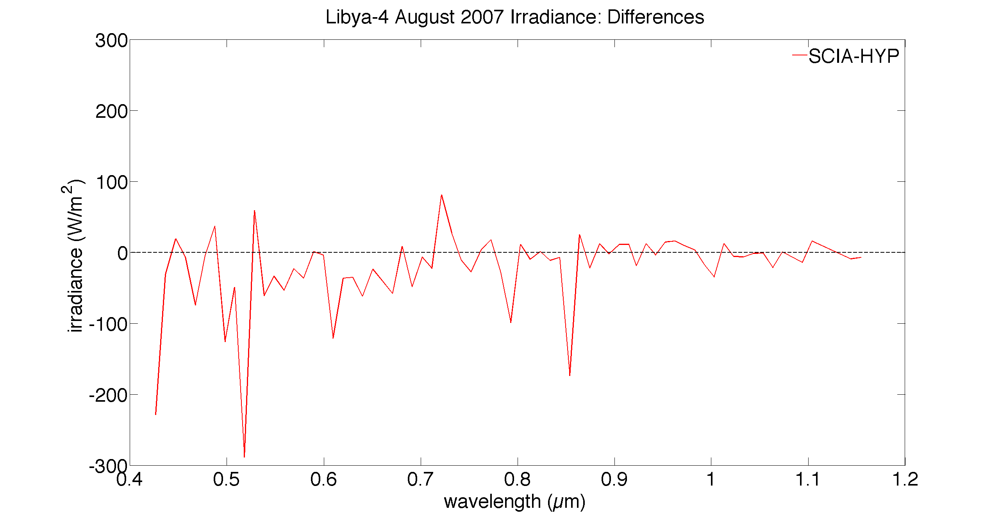 Libya-4 August 2007 Irradiance: Differences
SCIA-HYP
irradiance (W/m²)
300
200
100
0
-100
-200
-300
0.4 0.5 0.6 0.7 0.8 0.9 1 1.1 1.2
wavelength (µm)